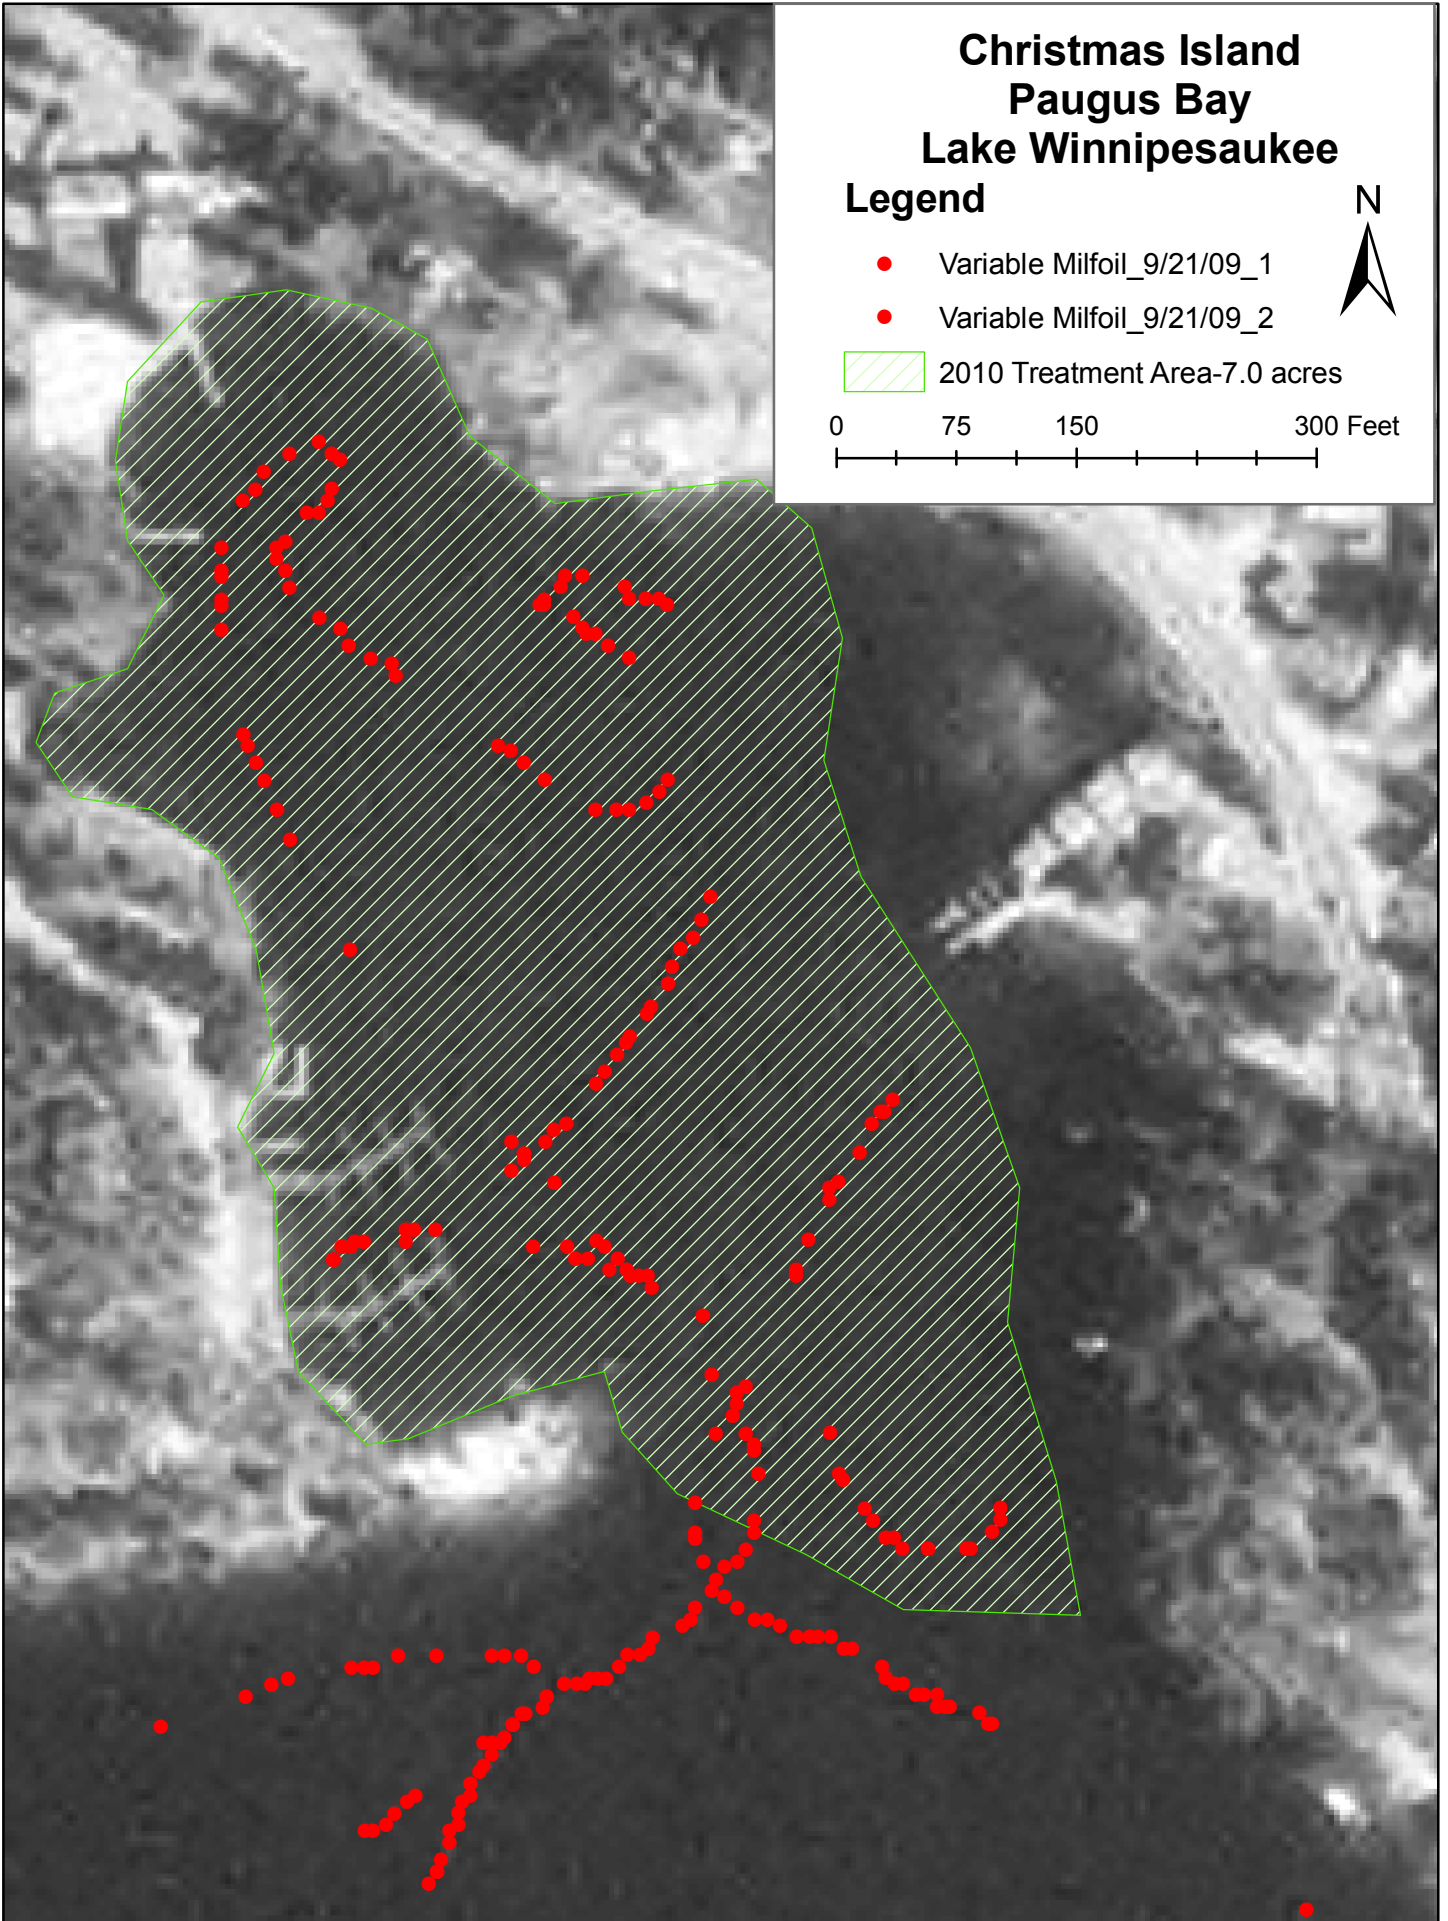 Christmas Island
Paugus Bay
Lake Winnipesaukee
Legend
N
Variable Milfoil_9/21/09_1
Variable Milfoil_9/21/09_2
2010 Treatment Area-7.0 acres
0 75 150 300 Feet